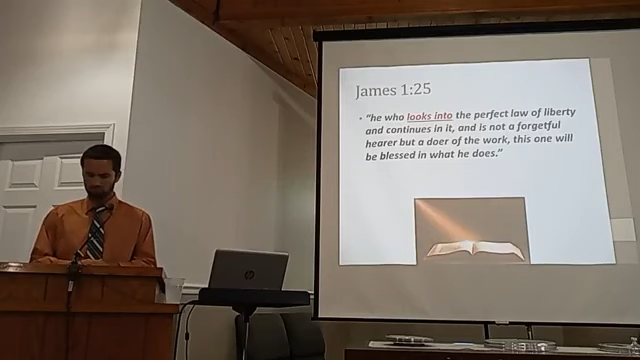 James 1:25
• "he who looks into the perfect law of liberty
and continues in it, and is not a forgetful
hearer but a doer of the work, this one will
be blessed in what he does."
hp